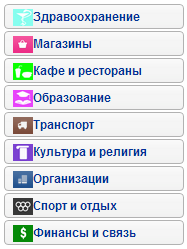 Здравоохранение
Магазины
Кафе и рестораны
Образование
Транспорт
Культура и религия
Организации
Спорт и отдых
Финансы и связь